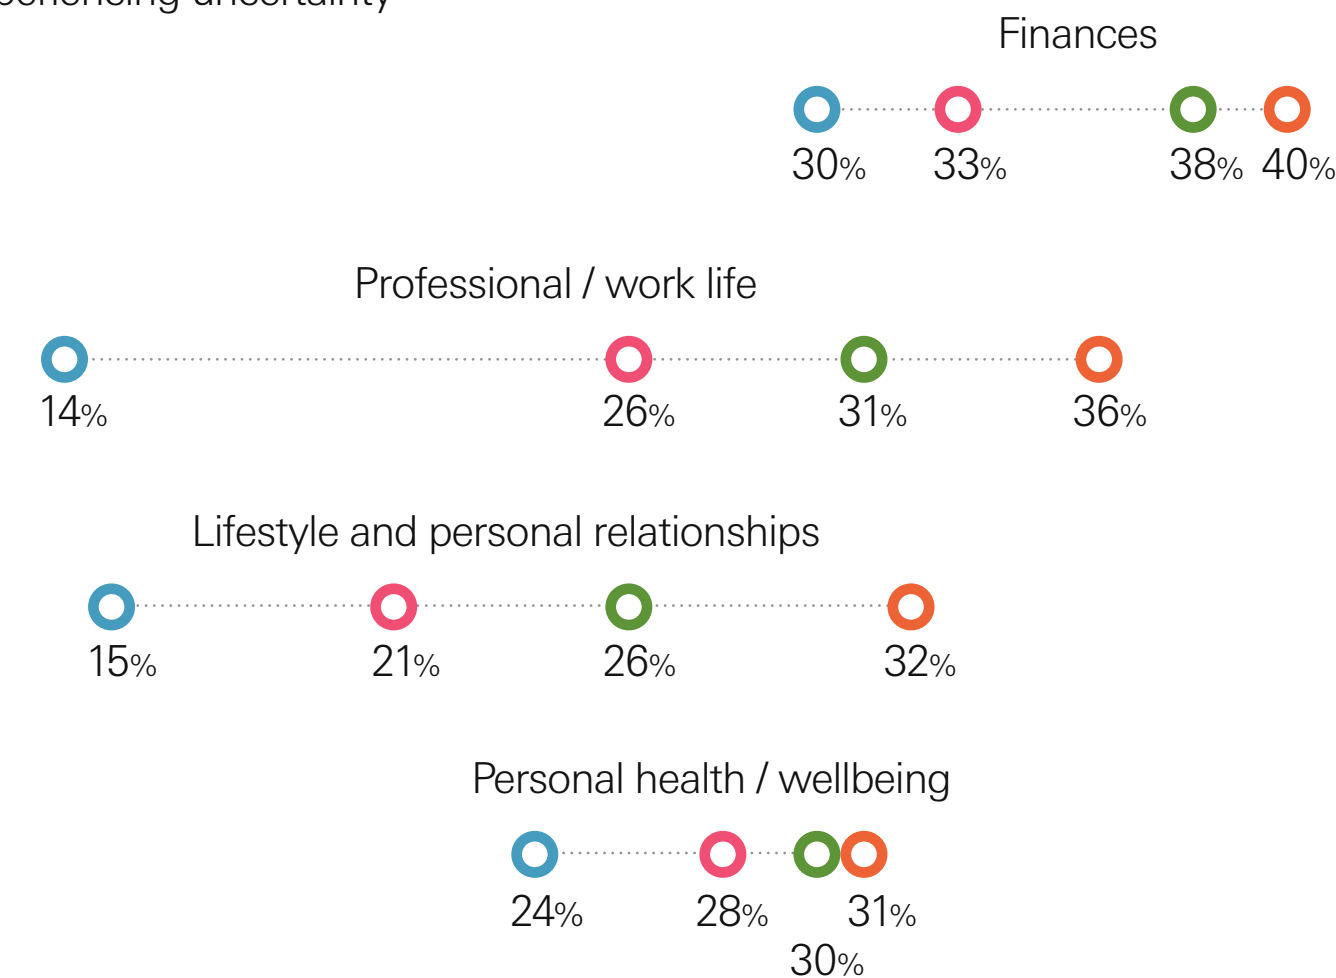 uncertainty
Finances
30% 33% 38% 40%
Professional / work life
14% 26% 31% 36%
Lifestyle and personal relationships
15% 21% 26% 32%
Personal health / wellbeing
24% 28% 31%
30%